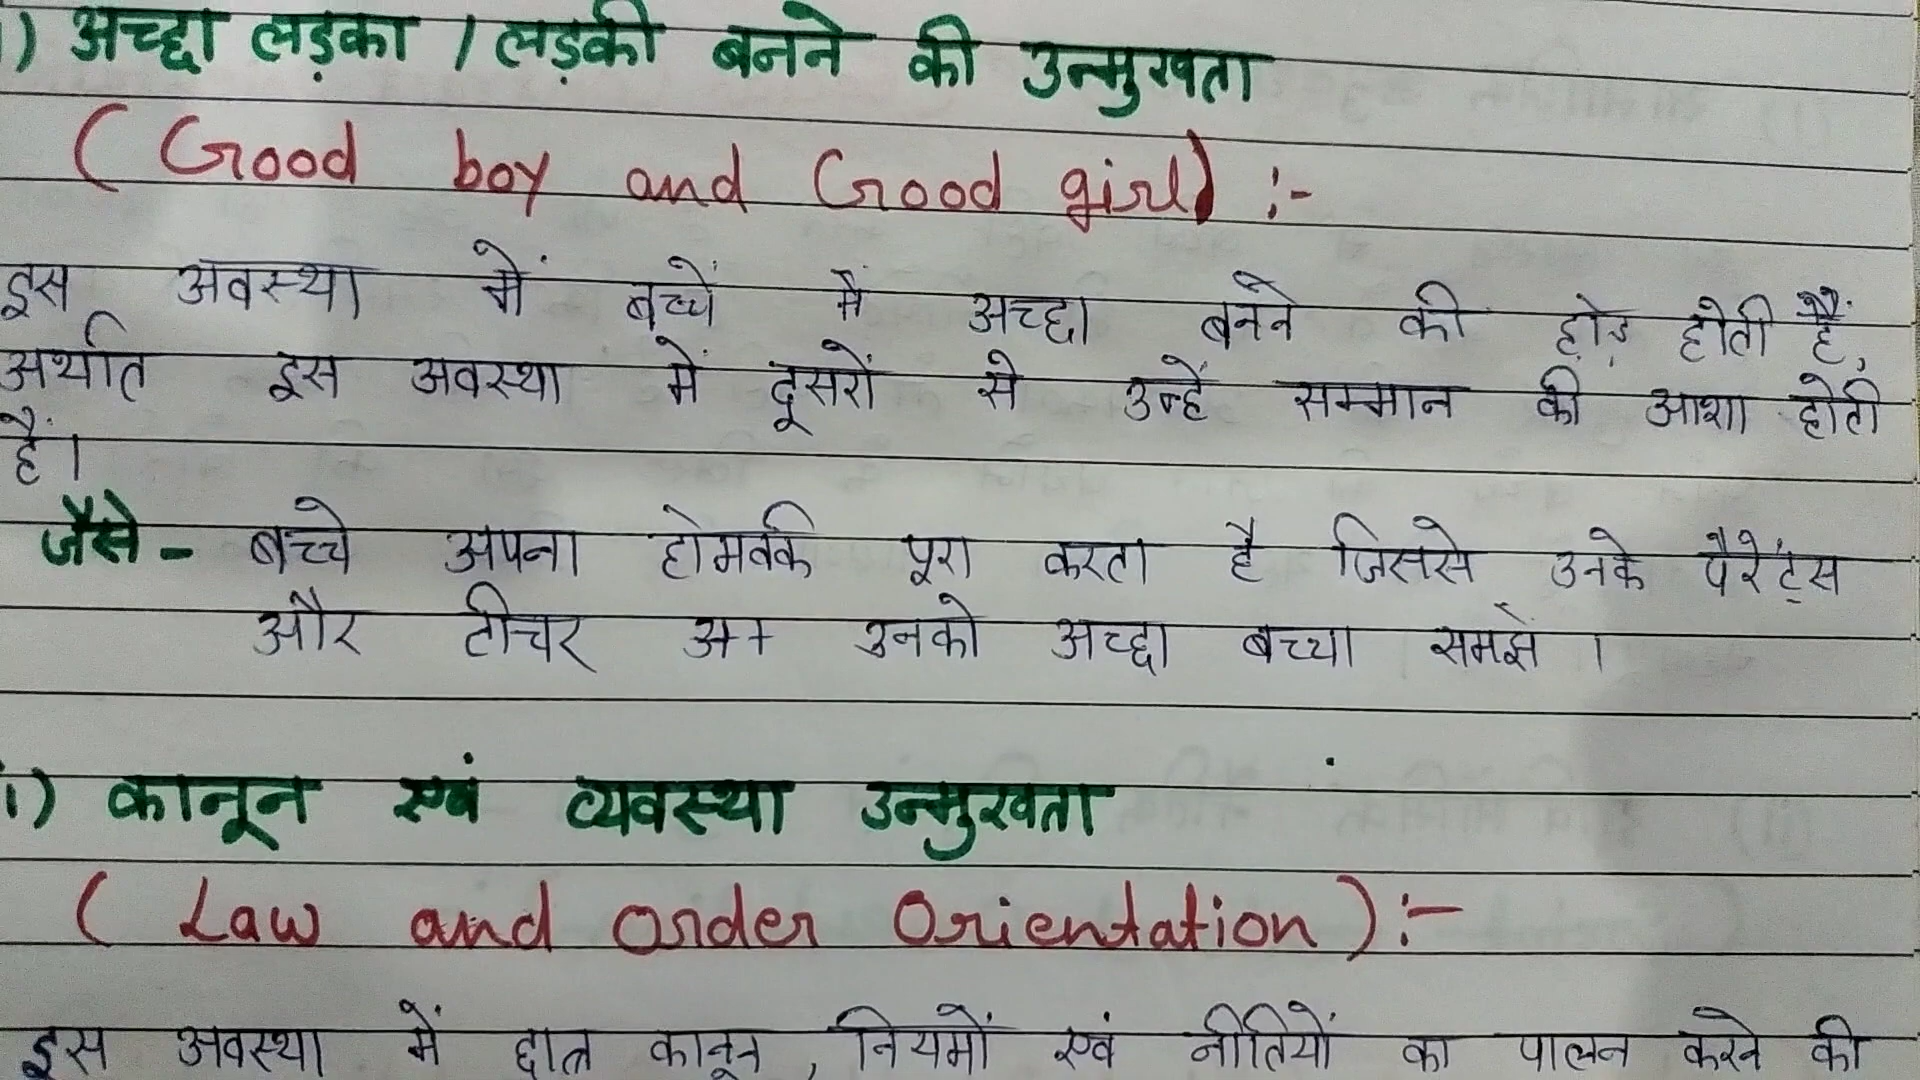 i) अच्छा लड़का / लड़की बनने की उन्मुखता
( Good boy and Good girl) :-
इस अवस्था में बच्चें में अच्छा बनने की होड़ होती हैं,
अर्थात इस अवस्था में दूसरों से उन्हें सम्मान की आशा होती
हैं।
जैसे - बच्चे अपना होमवर्क पूरा करता है जिससे उनके पैरेंट्स
और टीचर उनको अच्छा बच्चा समझें ।
i) कानून एवं व्यवस्था उन्मुखता
( Law and order Orientation ) :-
इस अवस्था में छात्र कानून , नियमों एवं नीतियों का पालन करने की